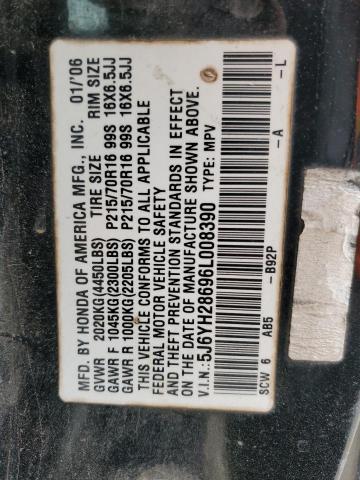 MFD. BY HONDA OF AMERICA MFG., INC. 01/'06
GVWR 2020KG(4450LBS) TIRE SIZE RIM SIZE
GAWR F 1045KG(2300LBS) P215/70R16 99S 16X6.5JJ
GAWR R 1000KG(2205LBS) P215/70R16 99S 16X6.5JJ
THIS VEHICLE CONFORMS TO ALL APPLICABLE
FEDERAL MOTOR VEHICLE SAFETY
AND THEFT PREVENTION STANDARDS IN EFFECT
ON THE DATE OF MANUFACTURE SHOWN ABOVE.
V.I.N.: 5J6YH28696L008390 TYPE: MPV
SCW 6 AB5 -B92P -A -L